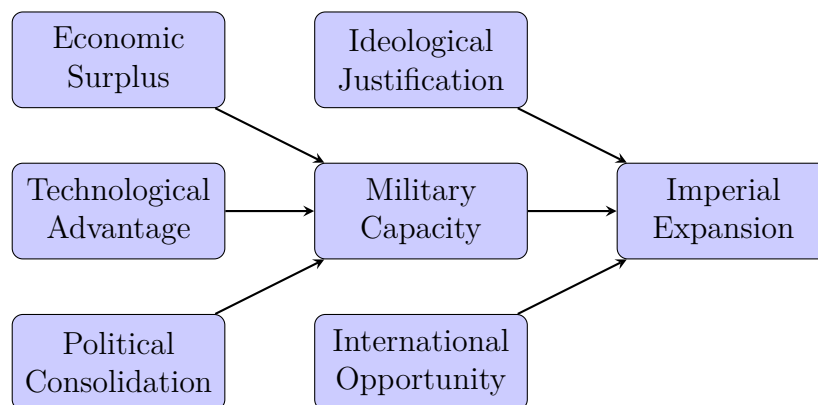 Economic
Surplus
Ideological
Justification
Technological
Advantage
Military
Capacity
Imperial
Expansion
Political
Consolidation
International
Opportunity